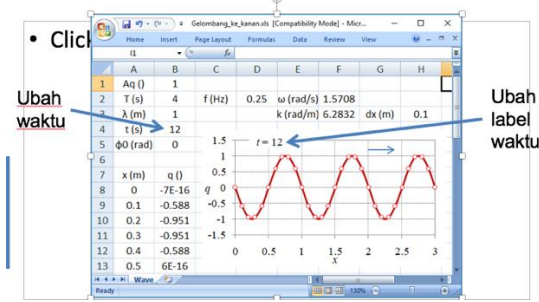 • Click
Gelombang_ke_kanan.xls [Compatibility Mode] - Micr...
Home Insert Page Layout Formulas Data Review View
I1 fx
A B C D E F G H
1 Aq () 1
2 T (s) 4 f (Hz) 0.25 ω (rad/s) 1.5708
3 λ (m) 1 k (rad/m) 6.2832 dx (m) 0.1
4 t (s) 12
5 ϕ0 (rad) 0
6
7 x (m) q ()
8 0 -7E-16
9 0.1 -0.588
10 0.2 -0.951
11 0.3 -0.951
12 0.4 -0.588
13 0.5 6E-16
t = 12
1.5
1
0.5
q 0
-0.5
-1
-1.5
0 0.5 1 1.5 2 2.5 3
x
Wave
Ready 130%
Ubah
waktu
Ubah
label
waktu